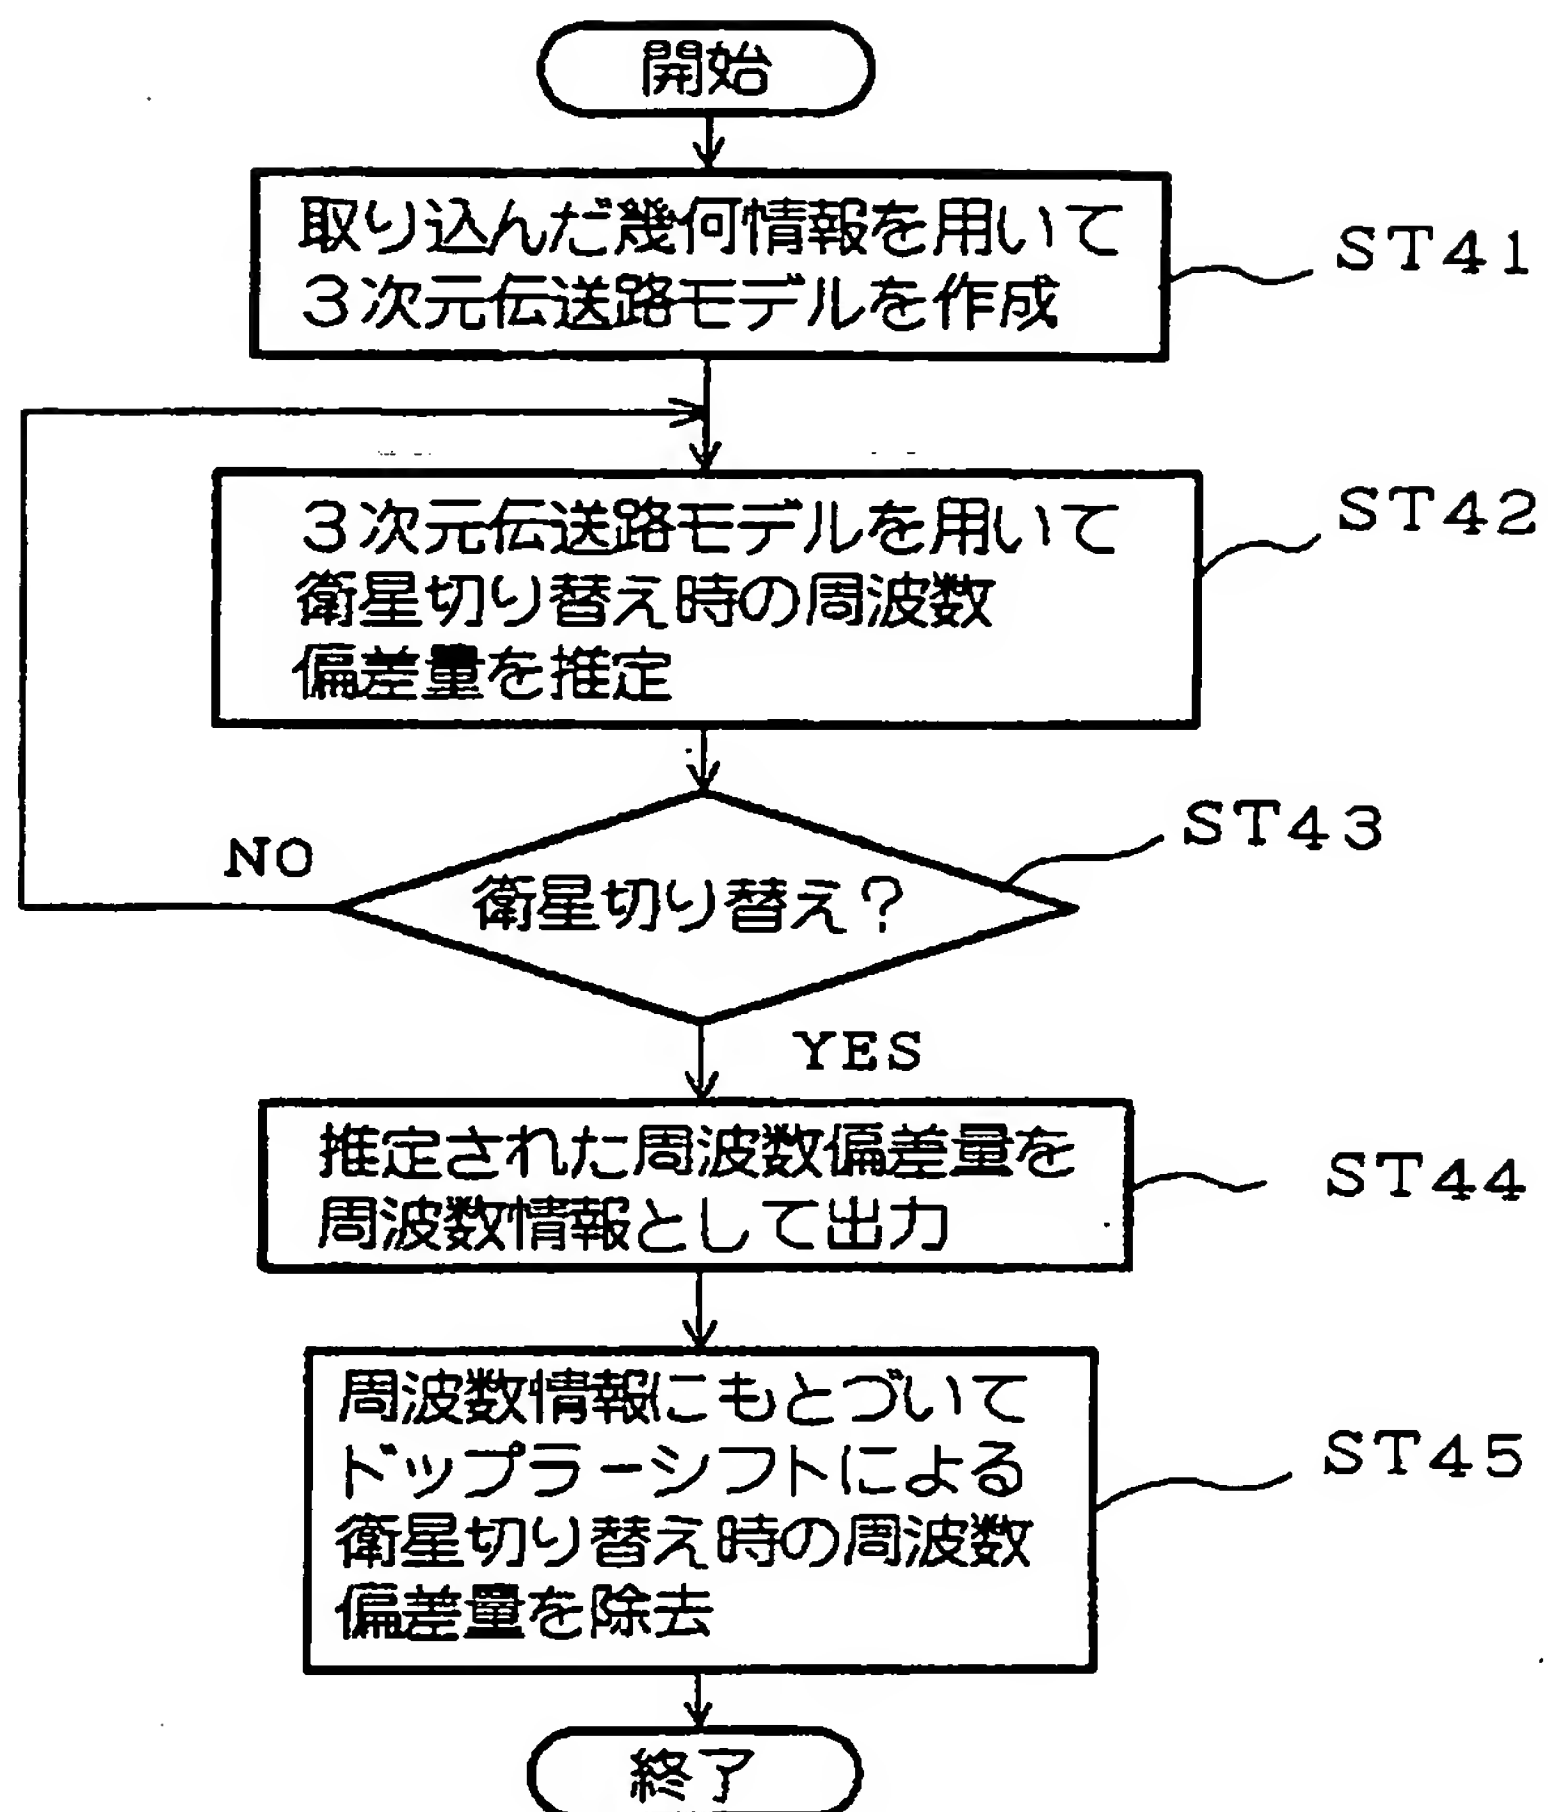 開始
取り込んだ幾何情報を用いて
3次元伝送路モデルを作成
ST41
3次元伝送路モデルを用いて
衛星切り替え時の周波数
偏差量を推定
ST42
衛星切り替え?
ST43
NO
YES
推定された周波数偏差量を
周波数情報として出力
ST44
周波数情報にもとづいて
ドップラーシフトによる
衛星切り替え時の周波数
偏差量を除去
ST45
終了